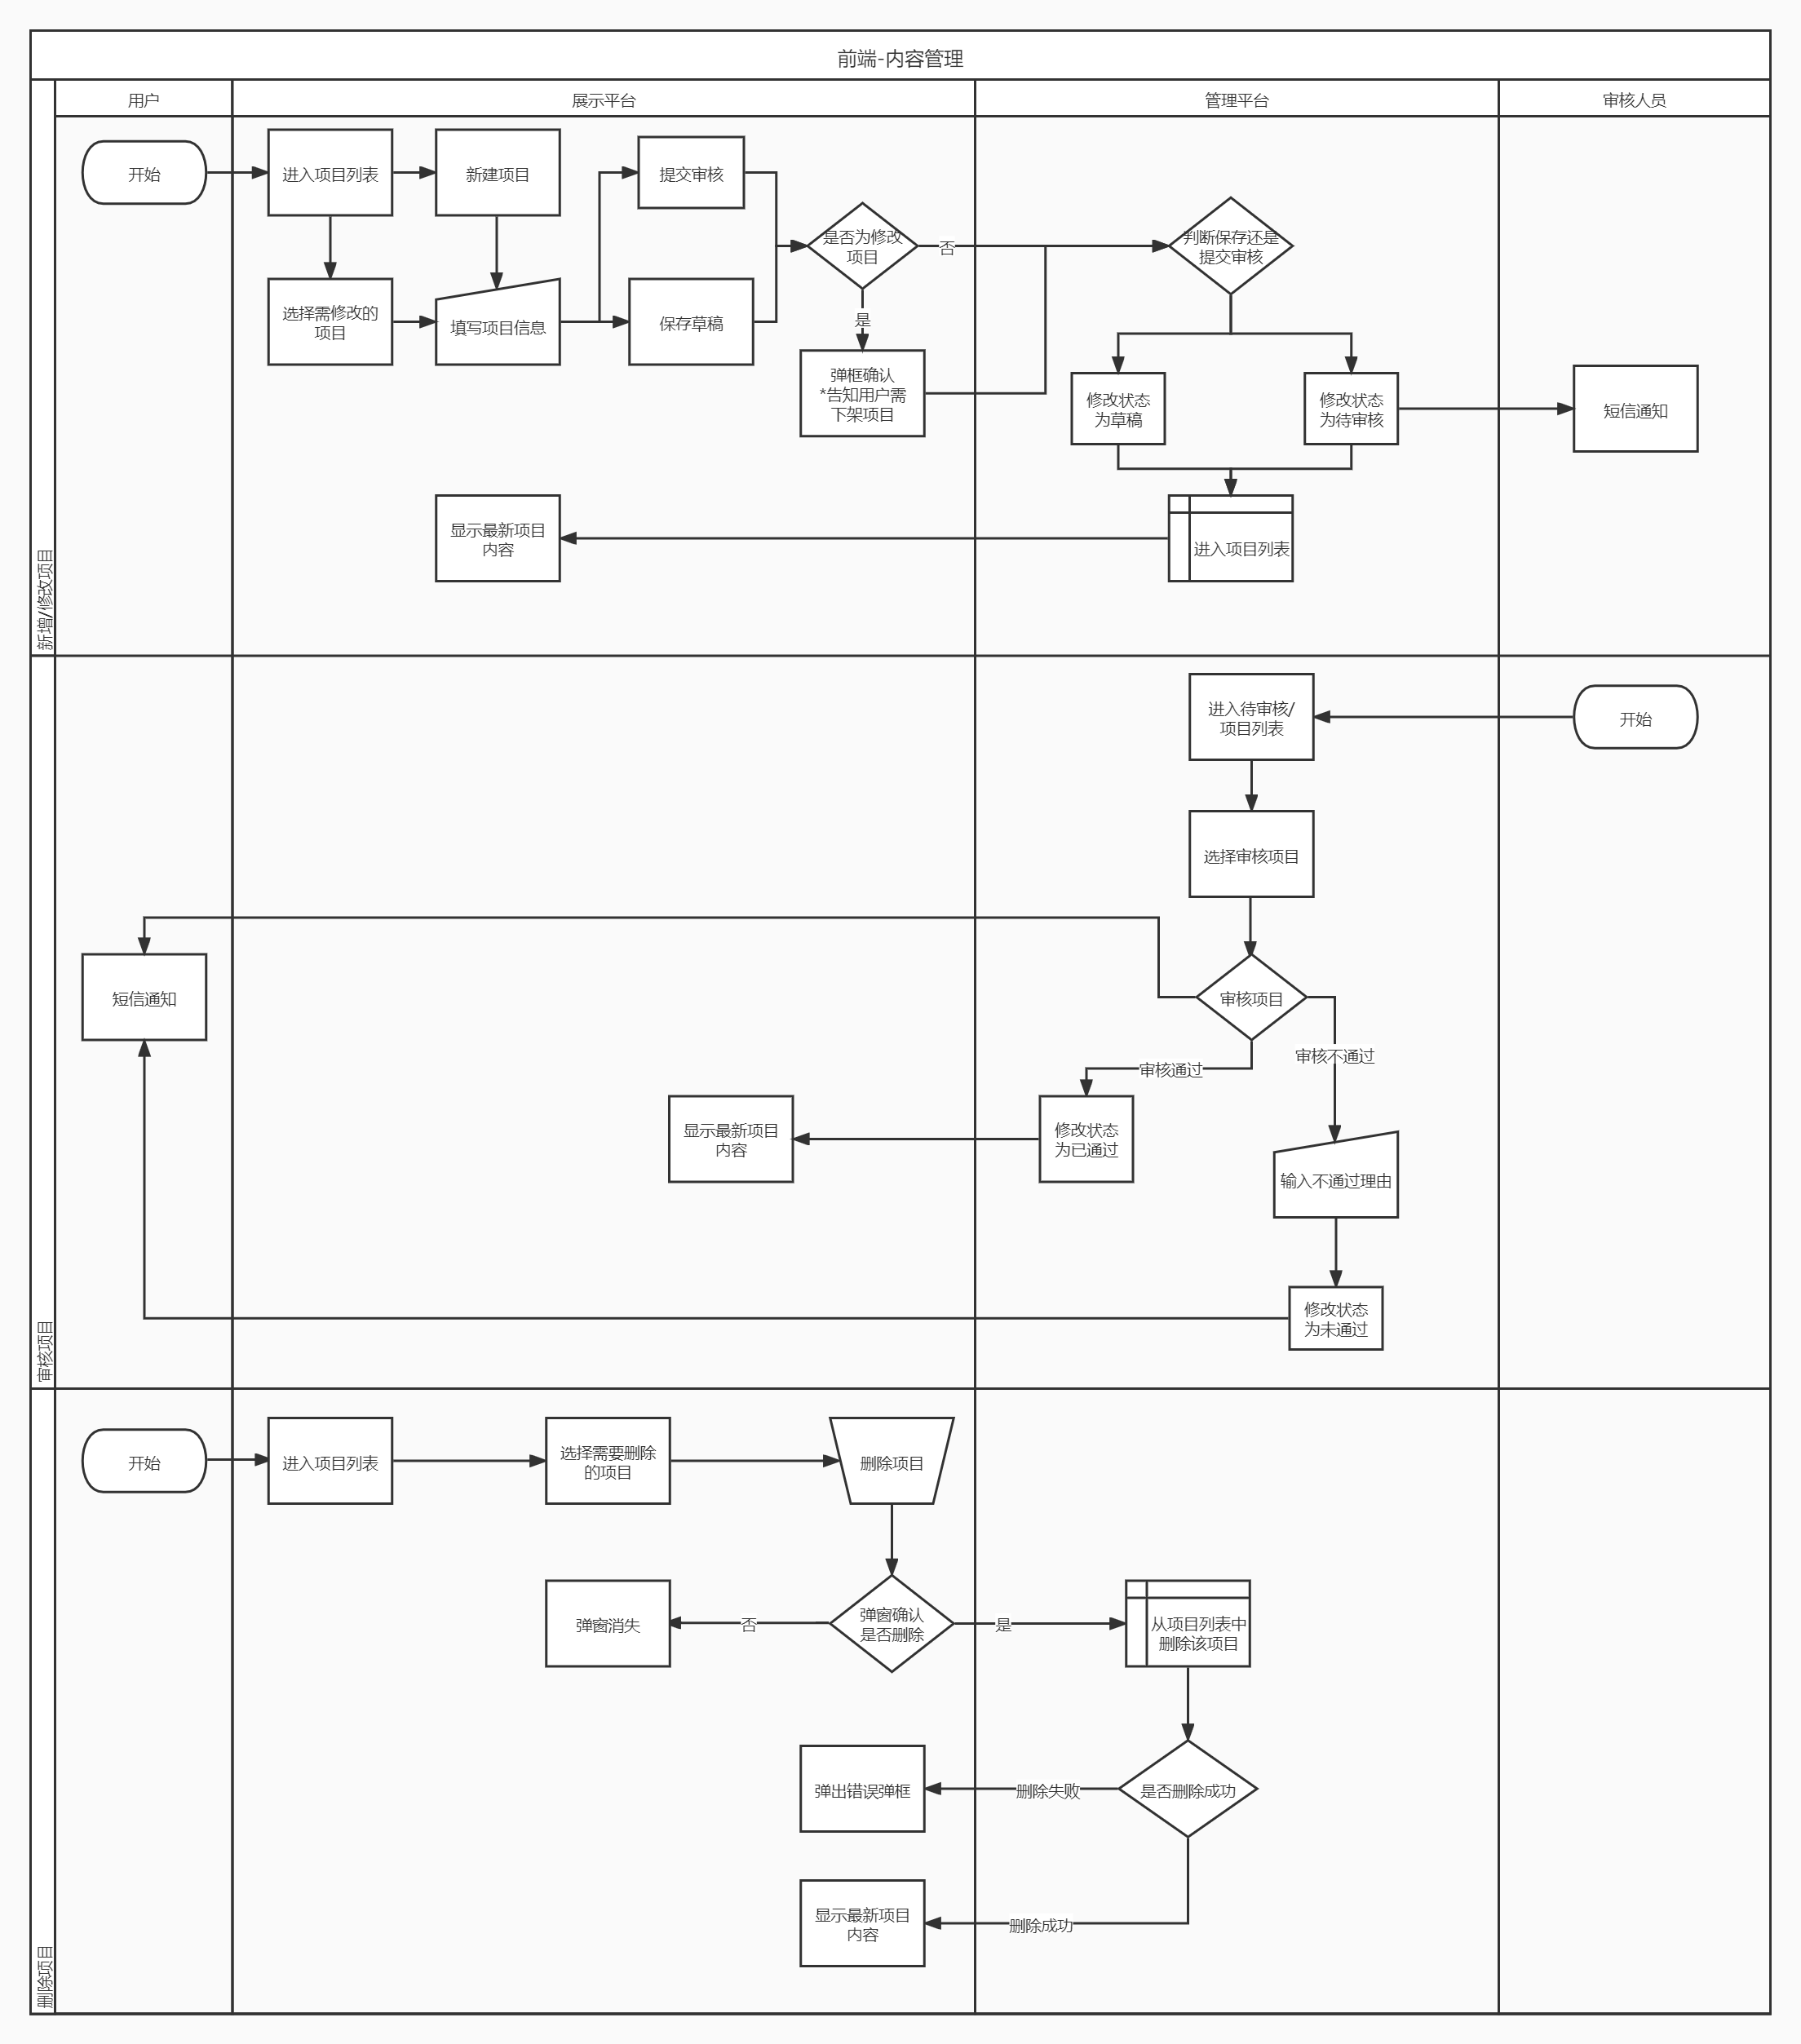 前端-内容管理
用户
展示平台
管理平台
审核人员
新增/修改项目
开始
进入项目列表
新建项目
提交审核
选择需修改的
项目
填写项目信息
保存草稿
是否为修改
项目
否
是
弹框确认
*告知用户需
下架项目
判断保存还是
提交审核
修改状态
为草稿
修改状态
为待审核
短信通知
显示最新项目
内容
进入项目列表
审核项目
开始
进入待审核/
项目列表
选择审核项目
审核项目
短信通知
审核通过
审核不通过
显示最新项目
内容
修改状态
为已通过
输入不通过理由
修改状态
为未通过
删除项目
开始
进入项目列表
选择需要删除
的项目
删除项目
弹窗消失
否
弹窗确认
是否删除
是
从项目列表中
删除该项目
弹出错误弹框
删除失败
是否删除成功
显示最新项目
内容
删除成功